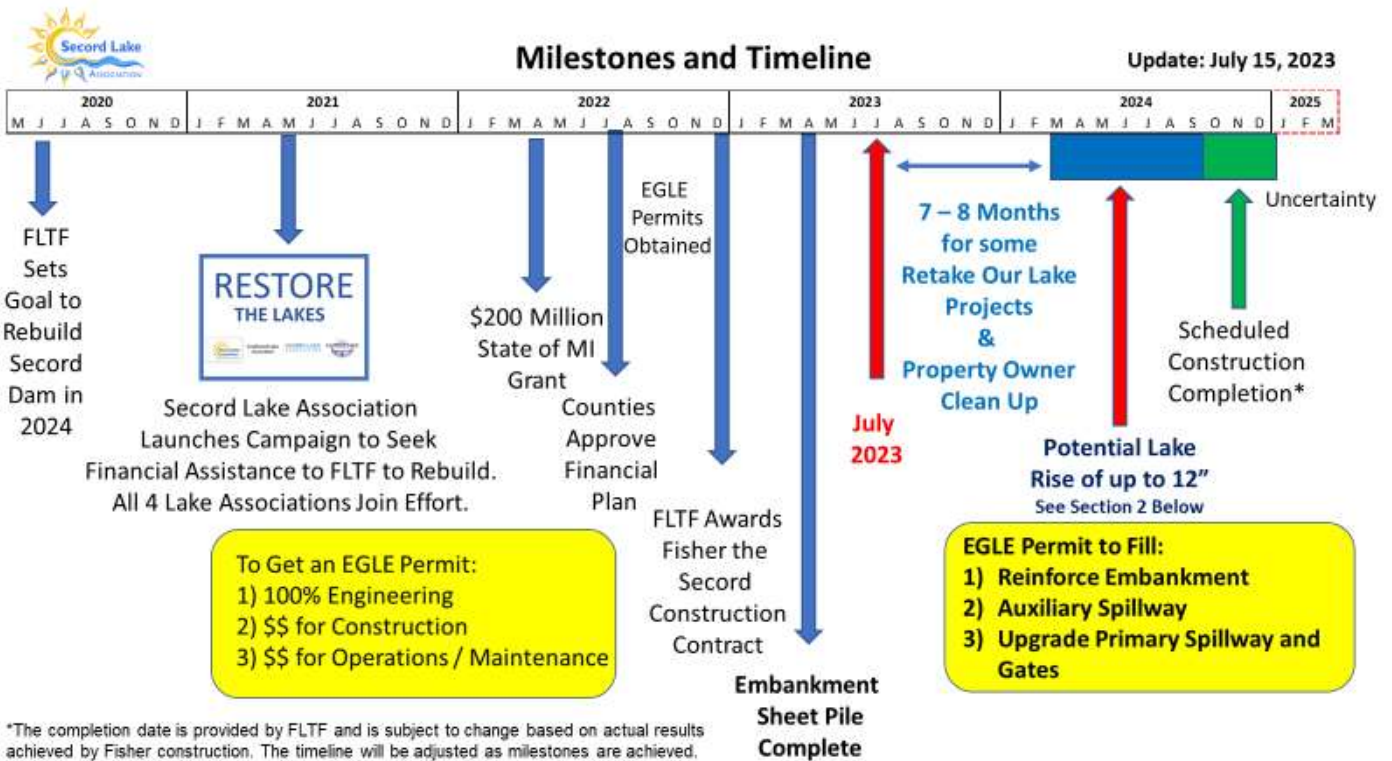 Second Lake
Association
Milestones and Timeline
Update: July 15, 2023
2020 2021 2022 2023 2024 2025
M J J A S O N D J F M A M J J A S O N D J F M A M J J A S O N D J F M A M J J A S O N D J F M A M J J A S O N D J F M
FLTF
Sets
Goal to
Rebuild
Secord
Dam in
2024
RESTORE
THE LAKES
Secord Lake Association
Launches Campaign to Seek
Financial Assistance to FLTF to Rebuild.
All 4 Lake Associations Join Effort.
$200 Million
State of MI
Grant
EGLE
Permits
Obtained
Counties
Approve
Financial
Plan
FLTF Awards
Fisher the
Second
Construction
Contract
Embankment
Sheet Pile
Complete
July
2023
7 – 8 Months
for some
Retake Our Lake
Projects
&
Property Owner
Clean Up
Potential Lake
Rise of up to 12”
See Section 2 Below
Scheduled
Construction
Completion*
Uncertainty
To Get an EGLE Permit:
1) 100% Engineering
2) $$ for Construction
3) $$ for Operations / Maintenance
EGLE Permit to Fill:
1) Reinforce Embankment
2) Auxiliary Spillway
3) Upgrade Primary Spillway and
Gates
*The completion date is provided by FLTF and is subject to change based on actual results
achieved by Fisher construction. The timeline will be adjusted as milestones are achieved.